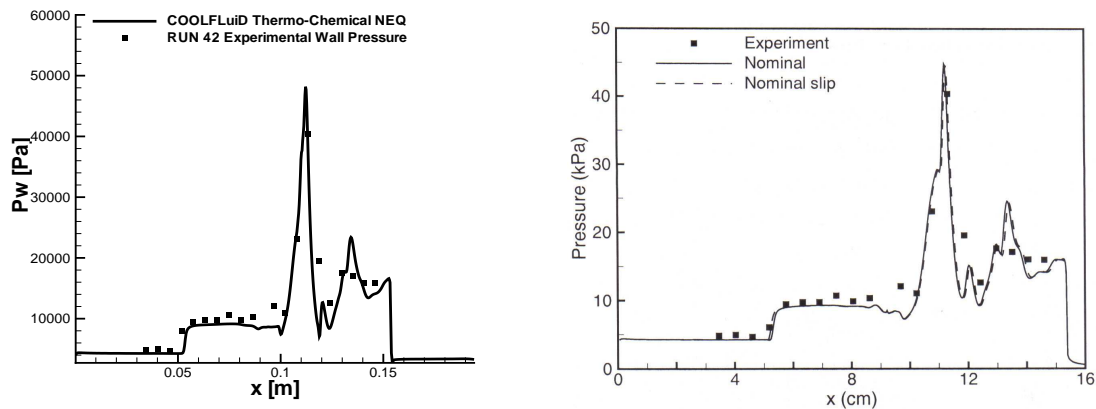 60000
COOLFLuiD Thermo-Chemical NEQ
RUN 42 Experimental Wall Pressure
50000
40000
Pw [Pa]
30000
20000
10000
0.05
0.1
0.15
x [m]
50
Experiment
Nominal
Nominal slip
40
30
Pressure (kPa)
20
10
0
0
4
8
12
16
x (cm)